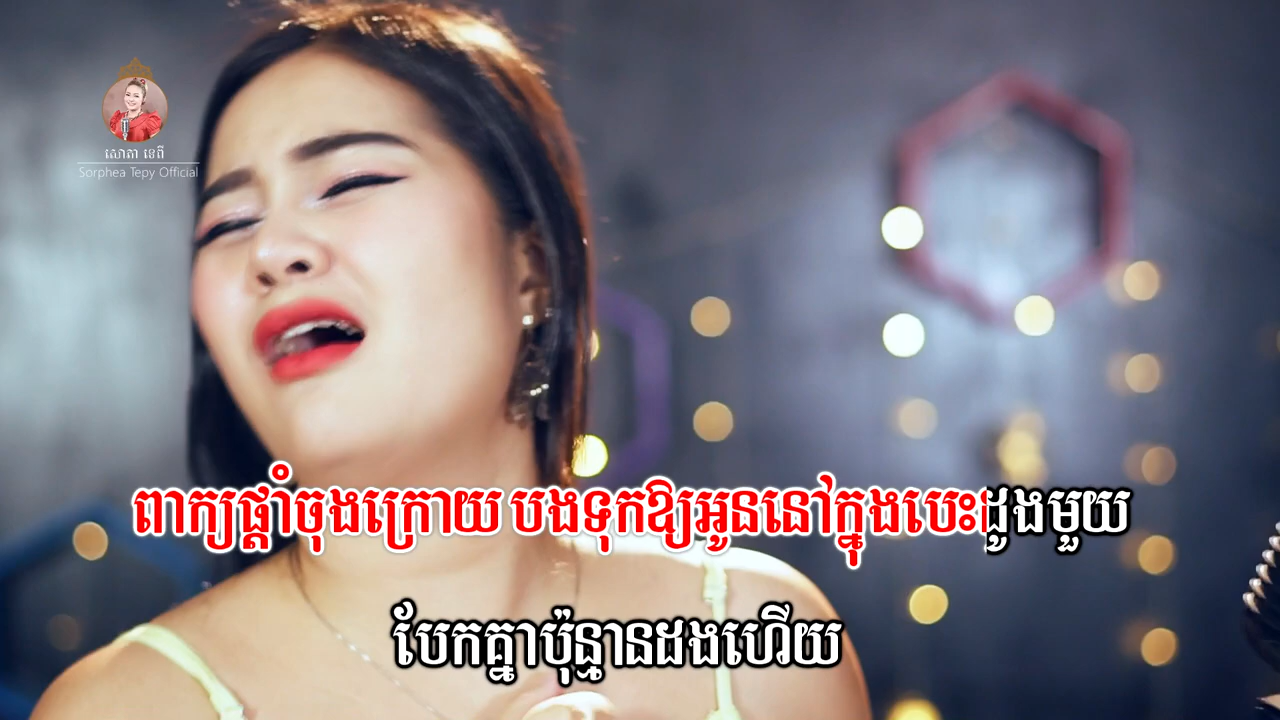 សោភា ទេពី
Sorphea Tepy Official
ពាក្យផ្ដាំចុងក្រោយ បងទុកឱ្យអូននៅក្នុងបេះដូងមួយ
បែកគ្នាប៉ុន្មានដងហើយ